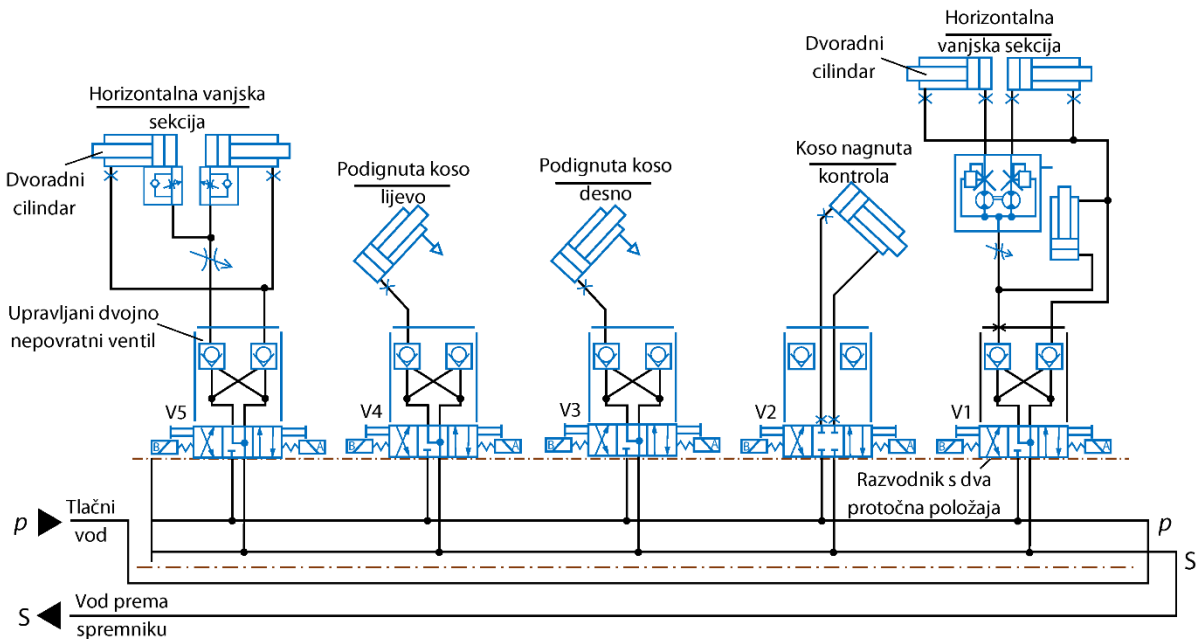 Horizontalna
vanjska sekcija
Dvoradni
cilindar
Horizontalna vanjska
sekcija
Dvoradni
cilindar
Podignuta koso
lijevo
Podignuta koso
desno
Koso nagnuta
kontrola
Upravljani dvojno
nepovratni ventil
V5
V4
V3
V2
V1
B
A
B
A
B
A
B
A
B
A
Razvodnik s dva
protočna položaja
p
Tlačni
vod
p
S
S
Vod prema
spremniku